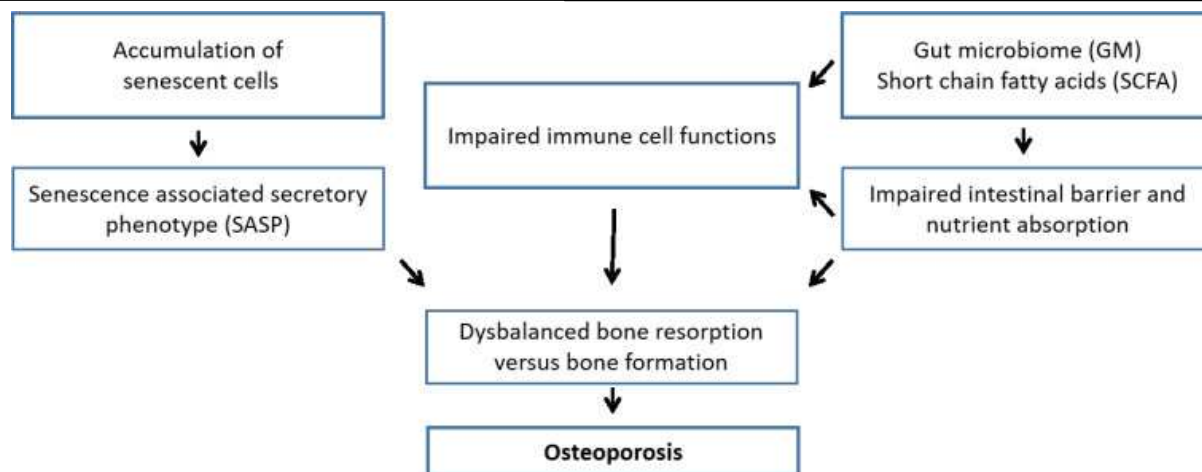 Accumulation of
senescent cells
Senescence associated secretory
phenotype (SASP)
Impaired immune cell functions
Gut microbiome (GM)
Short chain fatty acids (SCFA)
Impaired intestinal barrier and
nutrient absorption
Dysbalanced bone resorption
versus bone formation
Osteoporosis